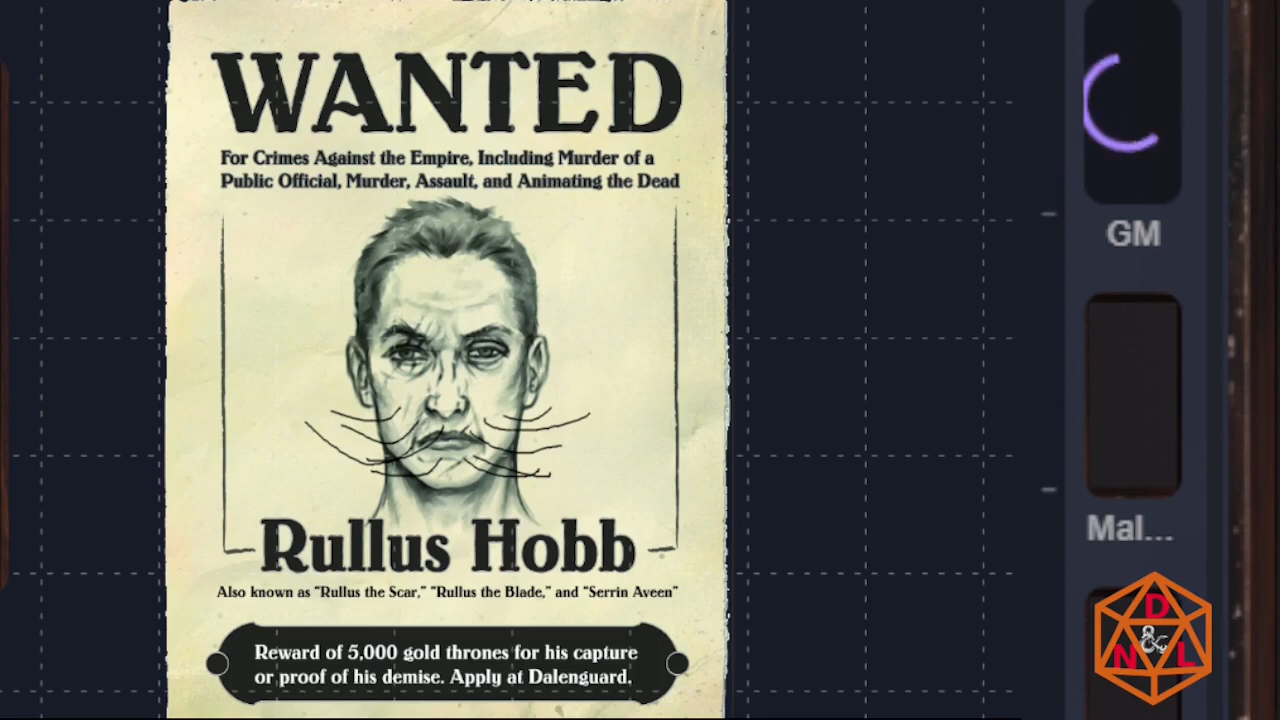 WANTED
For Crimes Against the Empire, Including Murder of a
Public Official, Murder, Assault, and Animating the Dead
Rullus Hobb
Also known as “Rullus the Scar,” “Rullus the Blade,” and “Serrin Aveen”
Reward of 5,000 gold thrones for his capture
or proof of his demise. Apply at Dalenguard.
GM
Mal...
D
&
N L